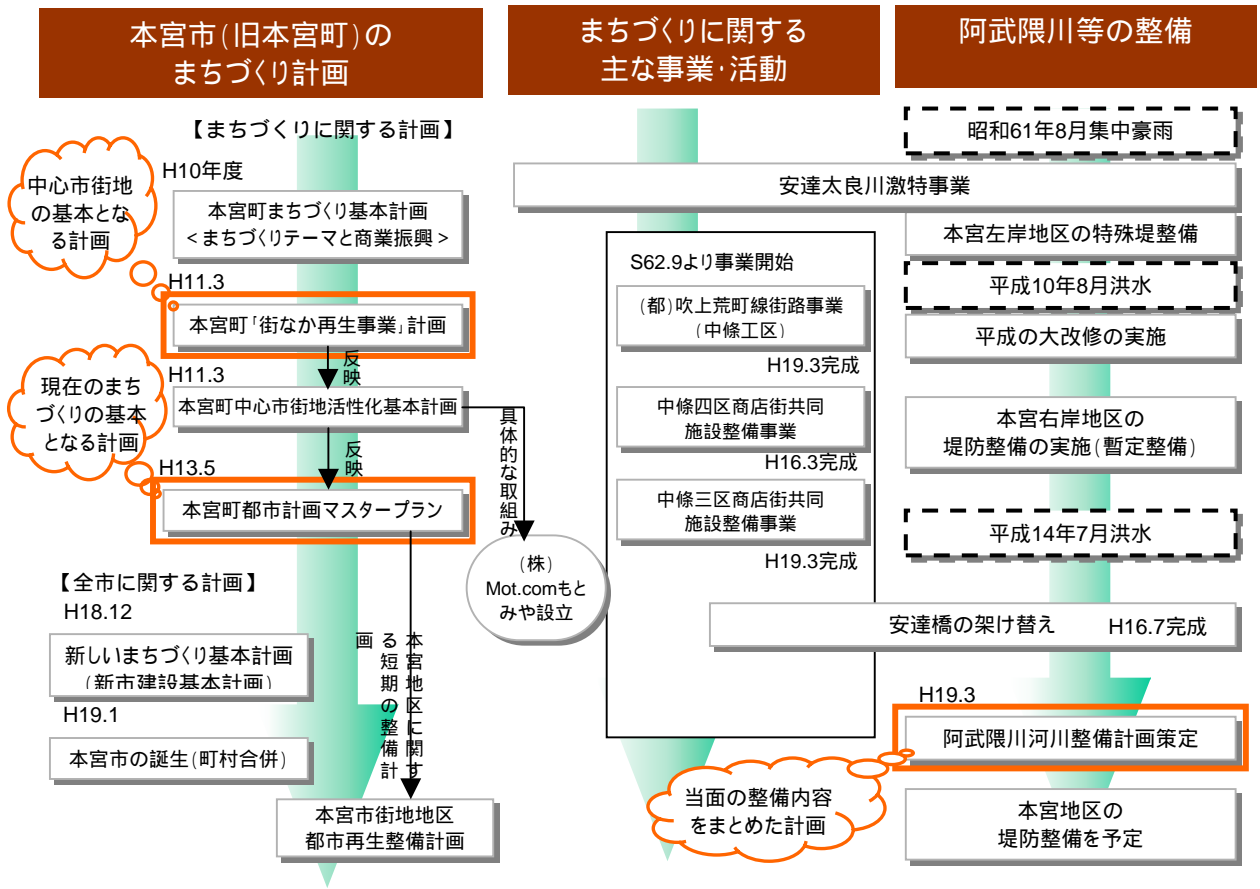 本宮市(旧本宮町)の
まちづくり計画
まちづくりに関する
主な事業・活動
阿武隈川等の整備
【まちづくりに関する計画】
中心市街地
の基本とな
る計画
H10年度
本宮町まちづくり基本計画
<まちづくりテーマと商業振興>
H11.3
本宮町「街なか再生事業」計画
反映
現在のまち
づくりの基本
となる計画
H11.3
本宮町中心市街地活性化基本計画
反映
具体的な取組み
H13.5
本宮町都市計画マスタープラン
(株)
Mot.comもと
みや設立
【全市に関する計画】
H18.12
新しいまちづくり基本計画
(新市建設基本計画)
H19.1
本宮市の誕生(町村合併)
本宮地区に関す
る短期の整備計
画
本宮市街地地区
都市再生整備計画
安達太良川激特事業
S62.9より事業開始
(都)吹上荒町線街路事業
(中條工区)
H19.3完成
中條四区商店街共同
施設整備事業
H16.3完成
中條三区商店街共同
施設整備事業
H19.3完成
昭和61年8月集中豪雨
本宮左岸地区の特殊堤整備
平成10年8月洪水
平成の大改修の実施
本宮右岸地区の
堤防整備の実施(暫定整備)
平成14年7月洪水
安達橋の架け替え H16.7完成
H19.3
阿武隈川河川整備計画策定
当面の整備内容
をまとめた計画
本宮地区の
堤防整備を予定